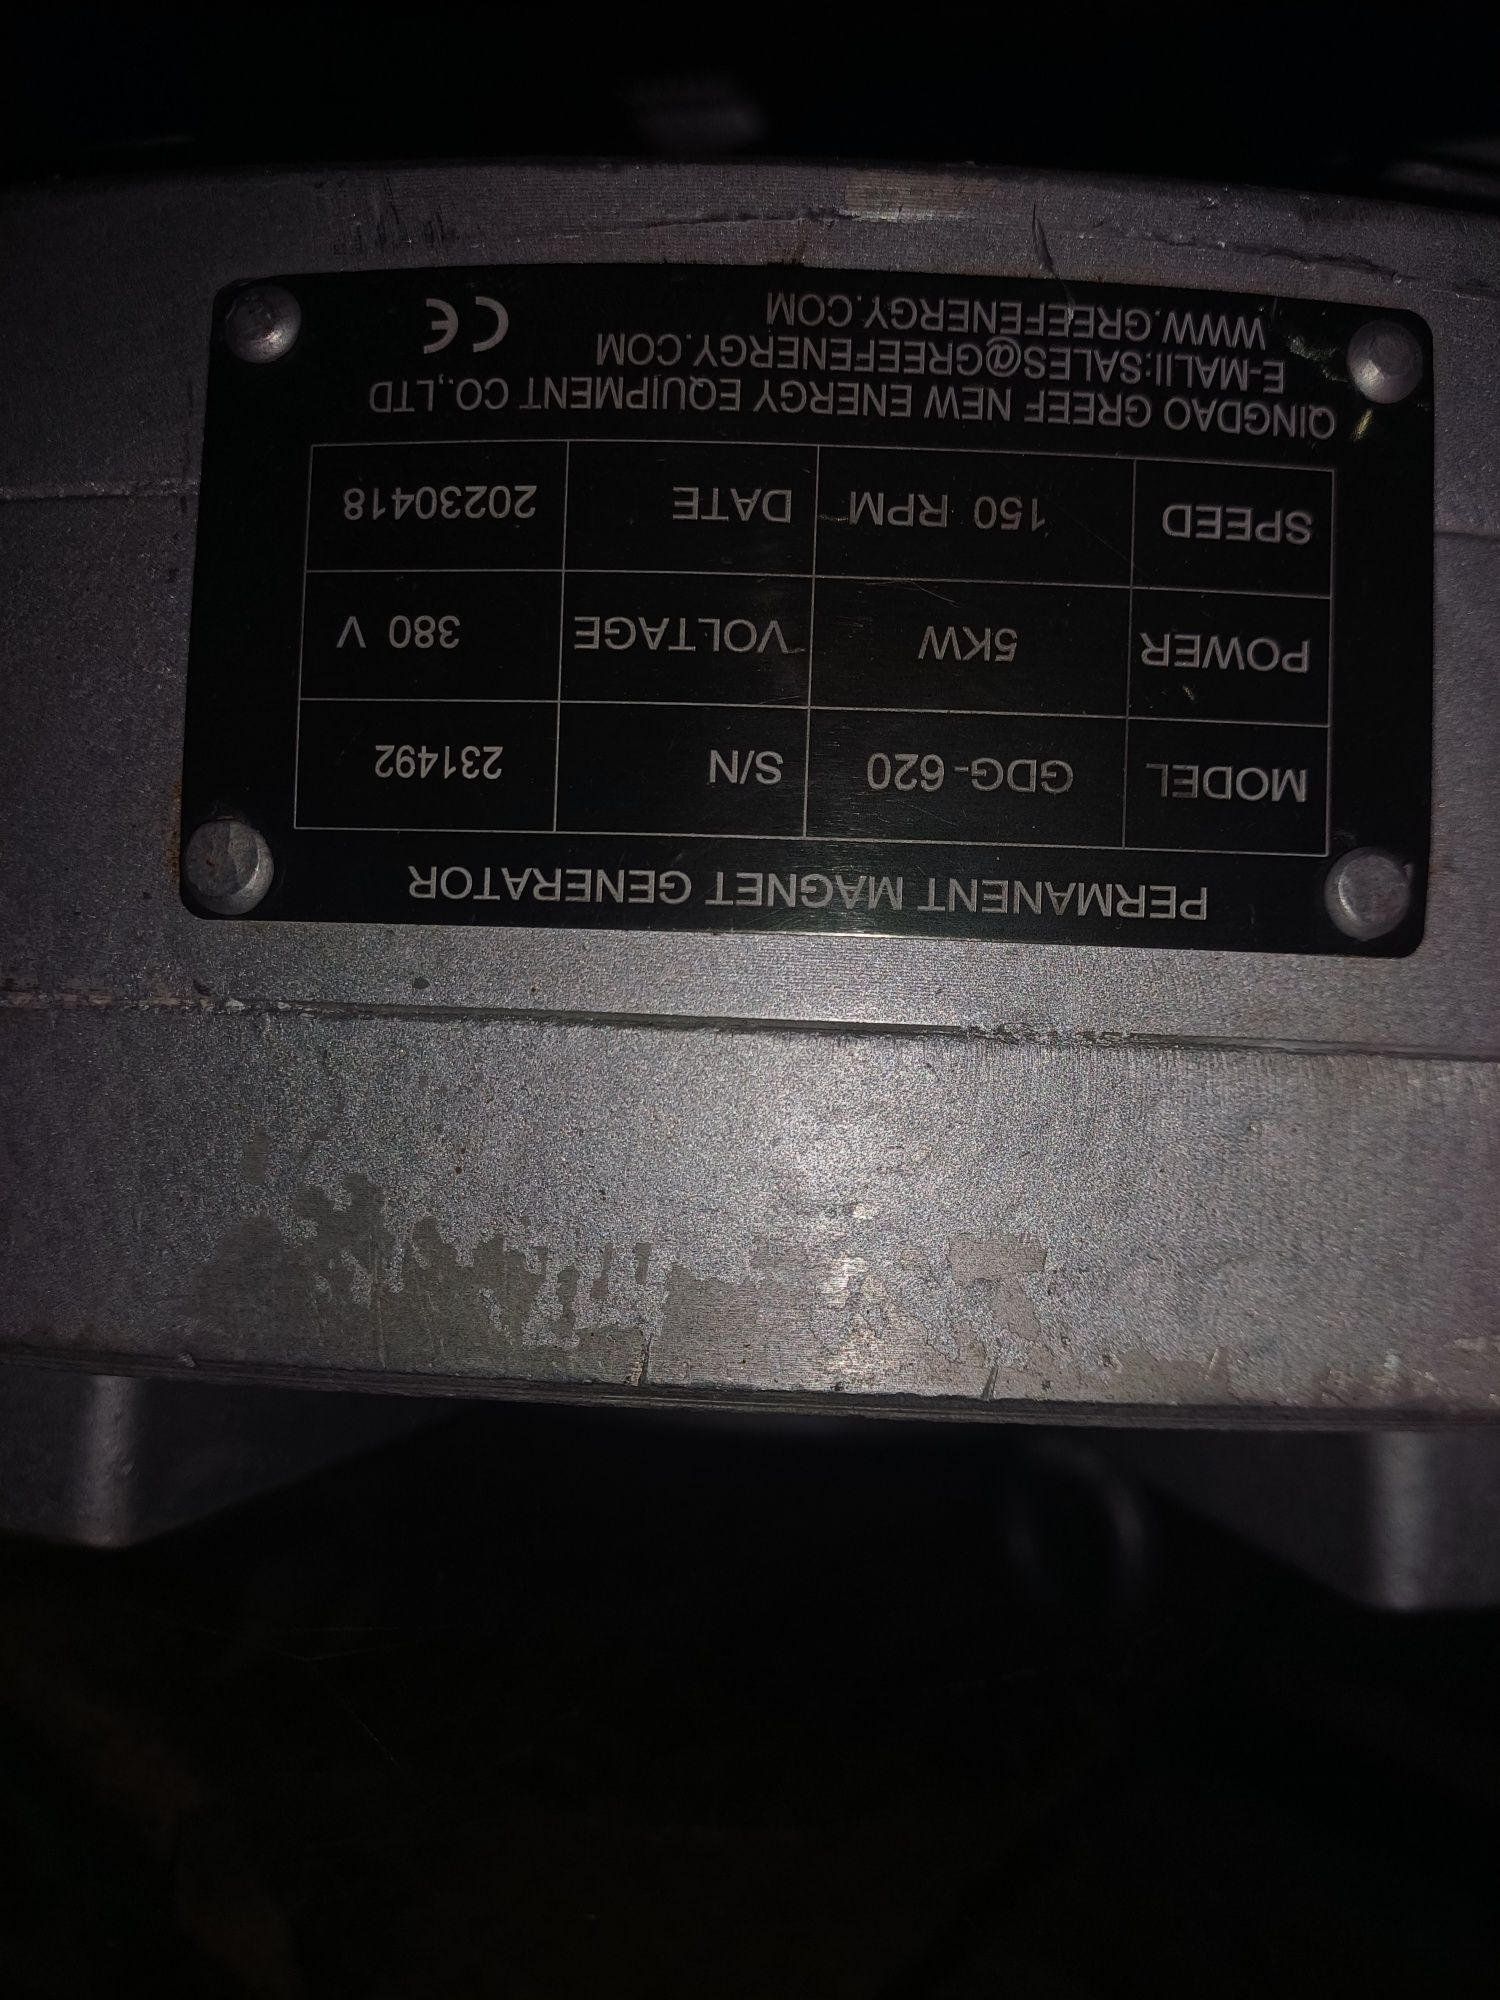 PERMANENT MAGNET GENERATOR
MODEL GDG-620 S/N 231492
POWER 5KW VOLTAGE 380 V
SPEED 150 RPM DATE 20230418
QINGDAO GREEF NEW ENERGY EQUIPMENT CO.,LTD
E-MAIL:SALES@GREEFENERGY.COM
WWW.GREEFENERGY.COM CE